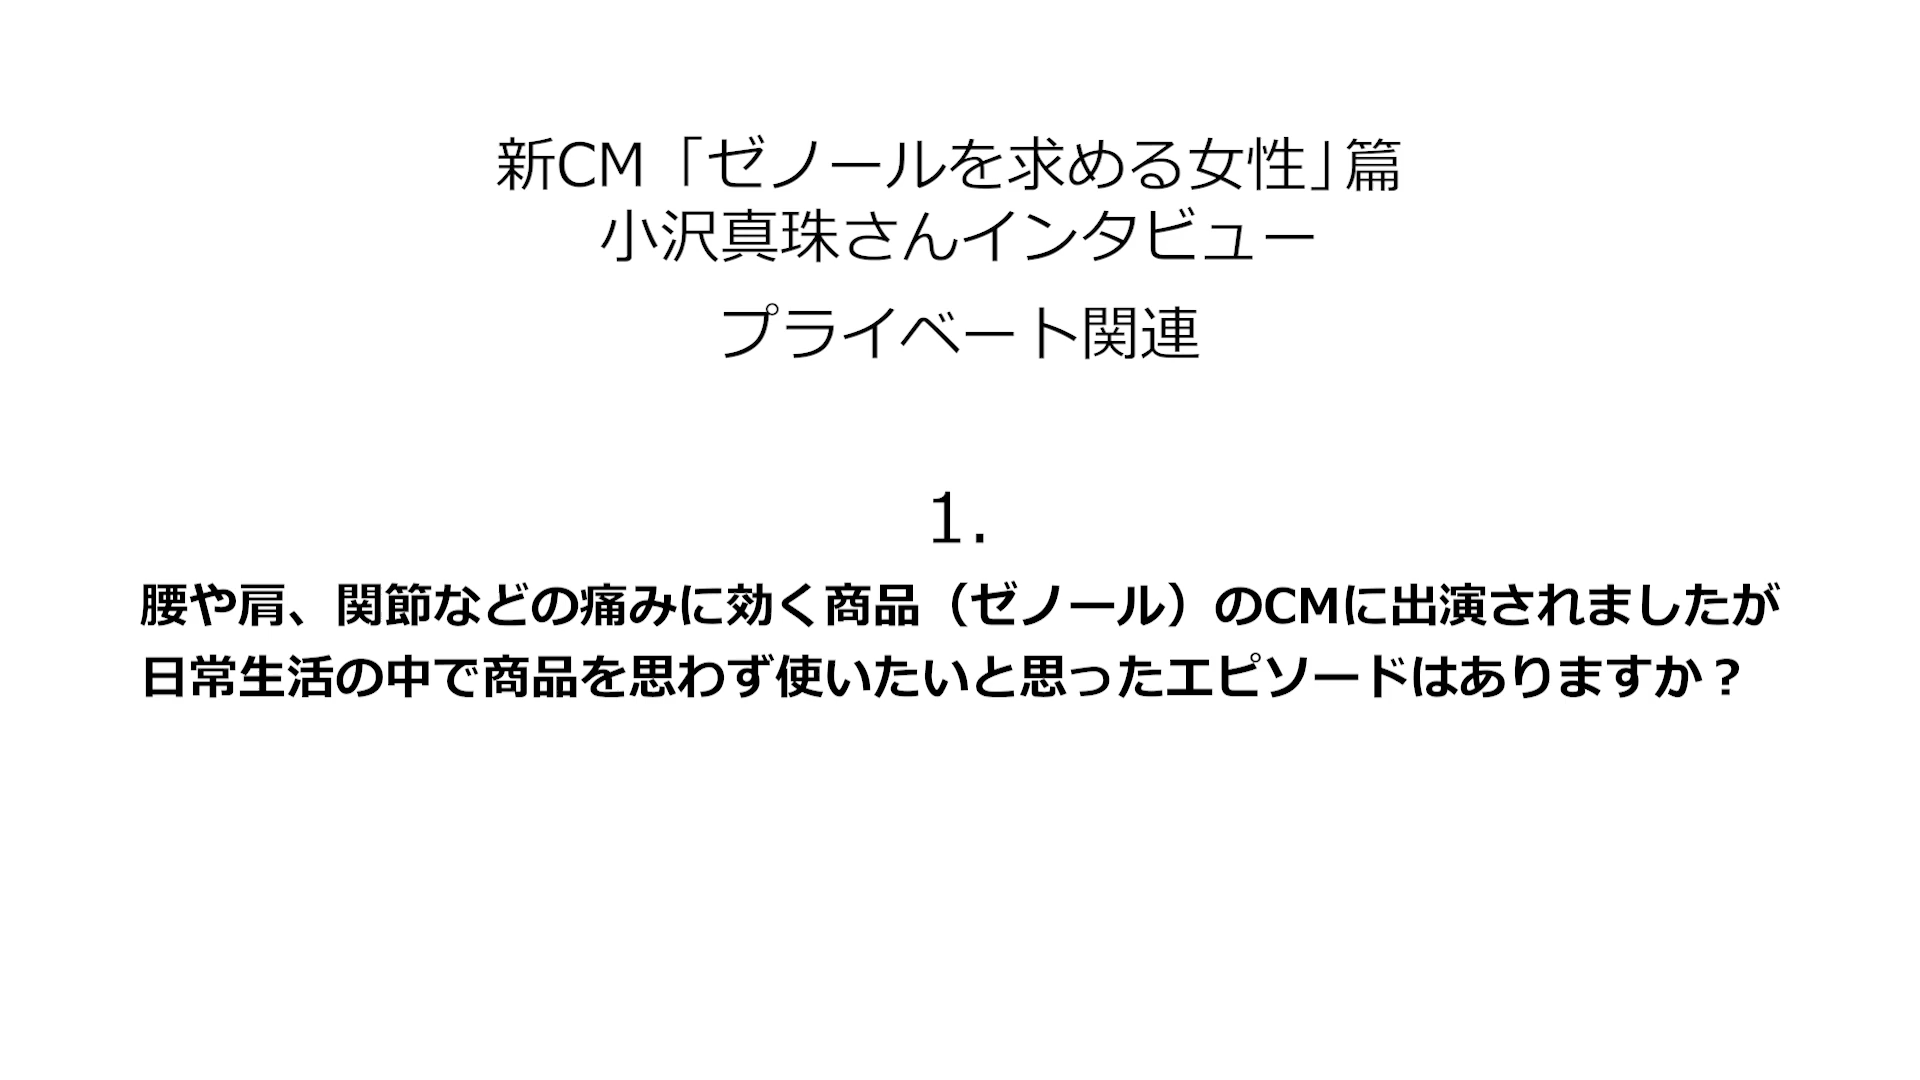 新CM「ゼノールを求める女性」篇
小沢真珠さんインタビュー
プライベート関連
1.
腰や肩、関節などの痛みに効く商品（ゼノール）のCMに出演されましたが
日常生活の中で商品を思わず使いたいと思ったエピソードはありますか？